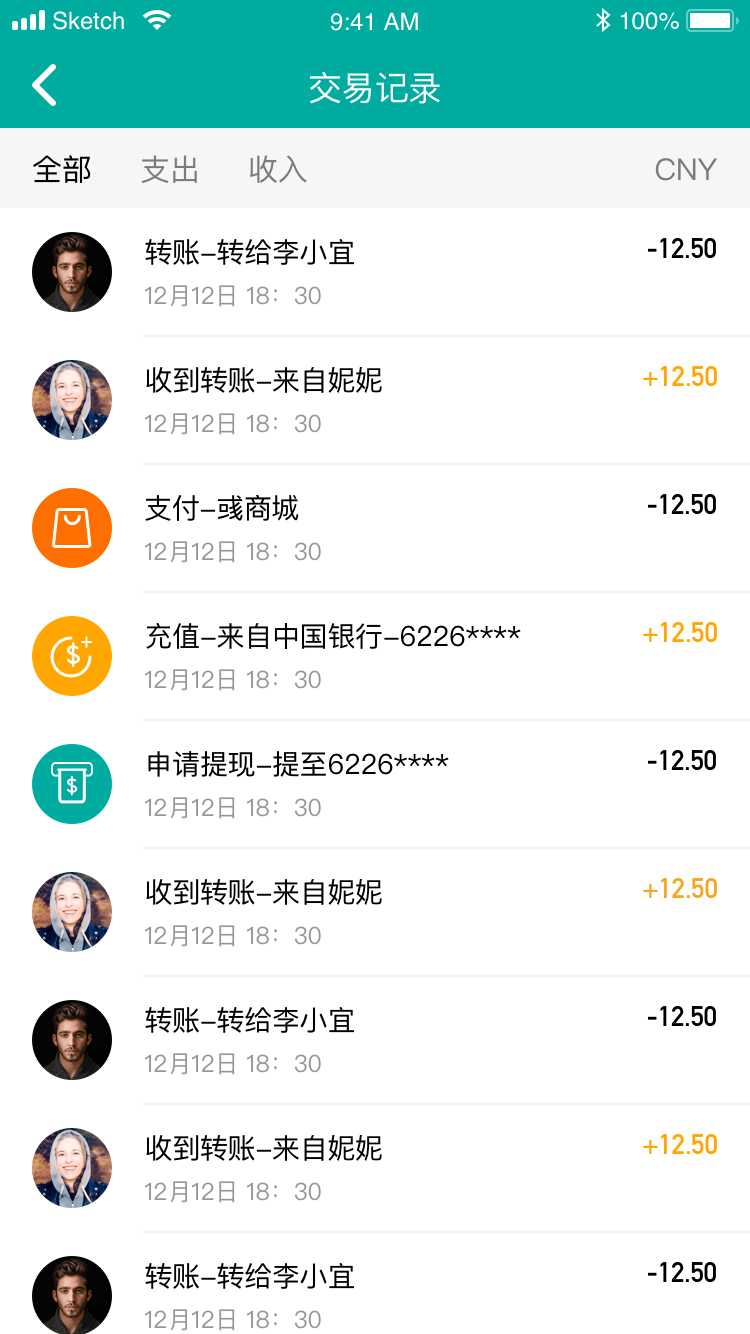 Sketch 9:41 AM 100%
交易记录
全部 支出 收入 CNY
转账-转给李小宜 -12.50
12月12日 18：30
收到转账-来自妮妮 +12.50
12月12日 18：30
支付-彧商城 -12.50
12月12日 18：30
充值-来自中国银行-6226**** +12.50
12月12日 18：30
申请提现-提至6226**** -12.50
12月12日 18：30
收到转账-来自妮妮 +12.50
12月12日 18：30
转账-转给李小宜 -12.50
12月12日 18：30
收到转账-来自妮妮 +12.50
12月12日 18：30
转账-转给李小宜 -12.50
12月12日 18：30